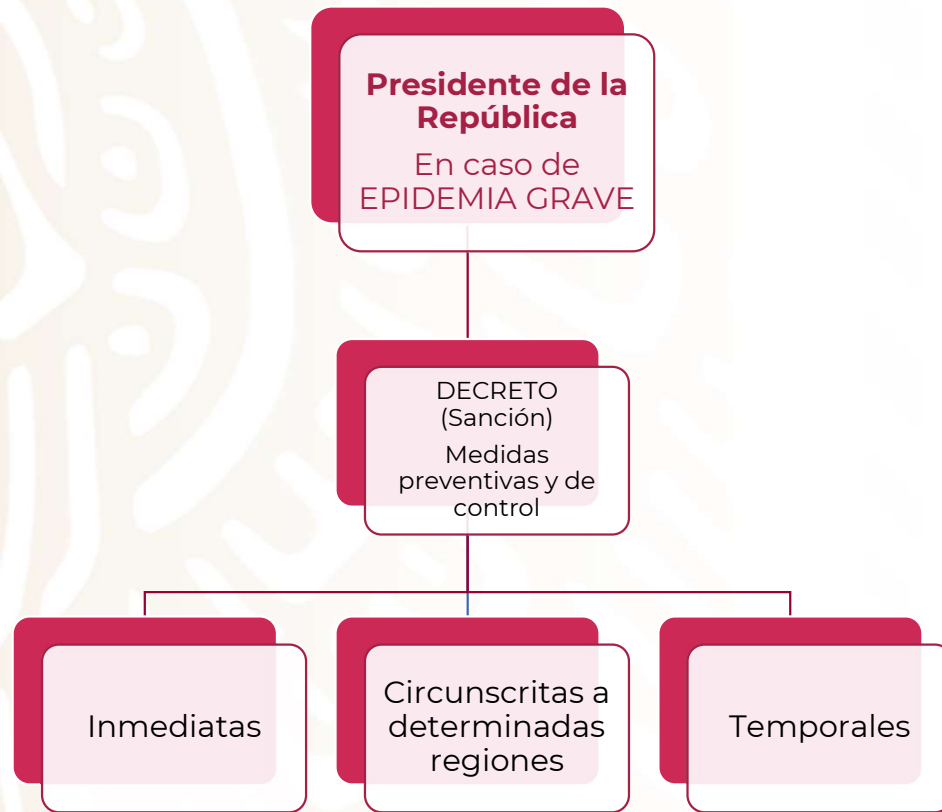 Presidente de la
República
En caso de
EPIDEMIA GRAVE
DECRETO
(Sanción)
Medidas
preventivas y de
control
Inmediatas
Circunscritas a
determinadas
regiones
Temporales